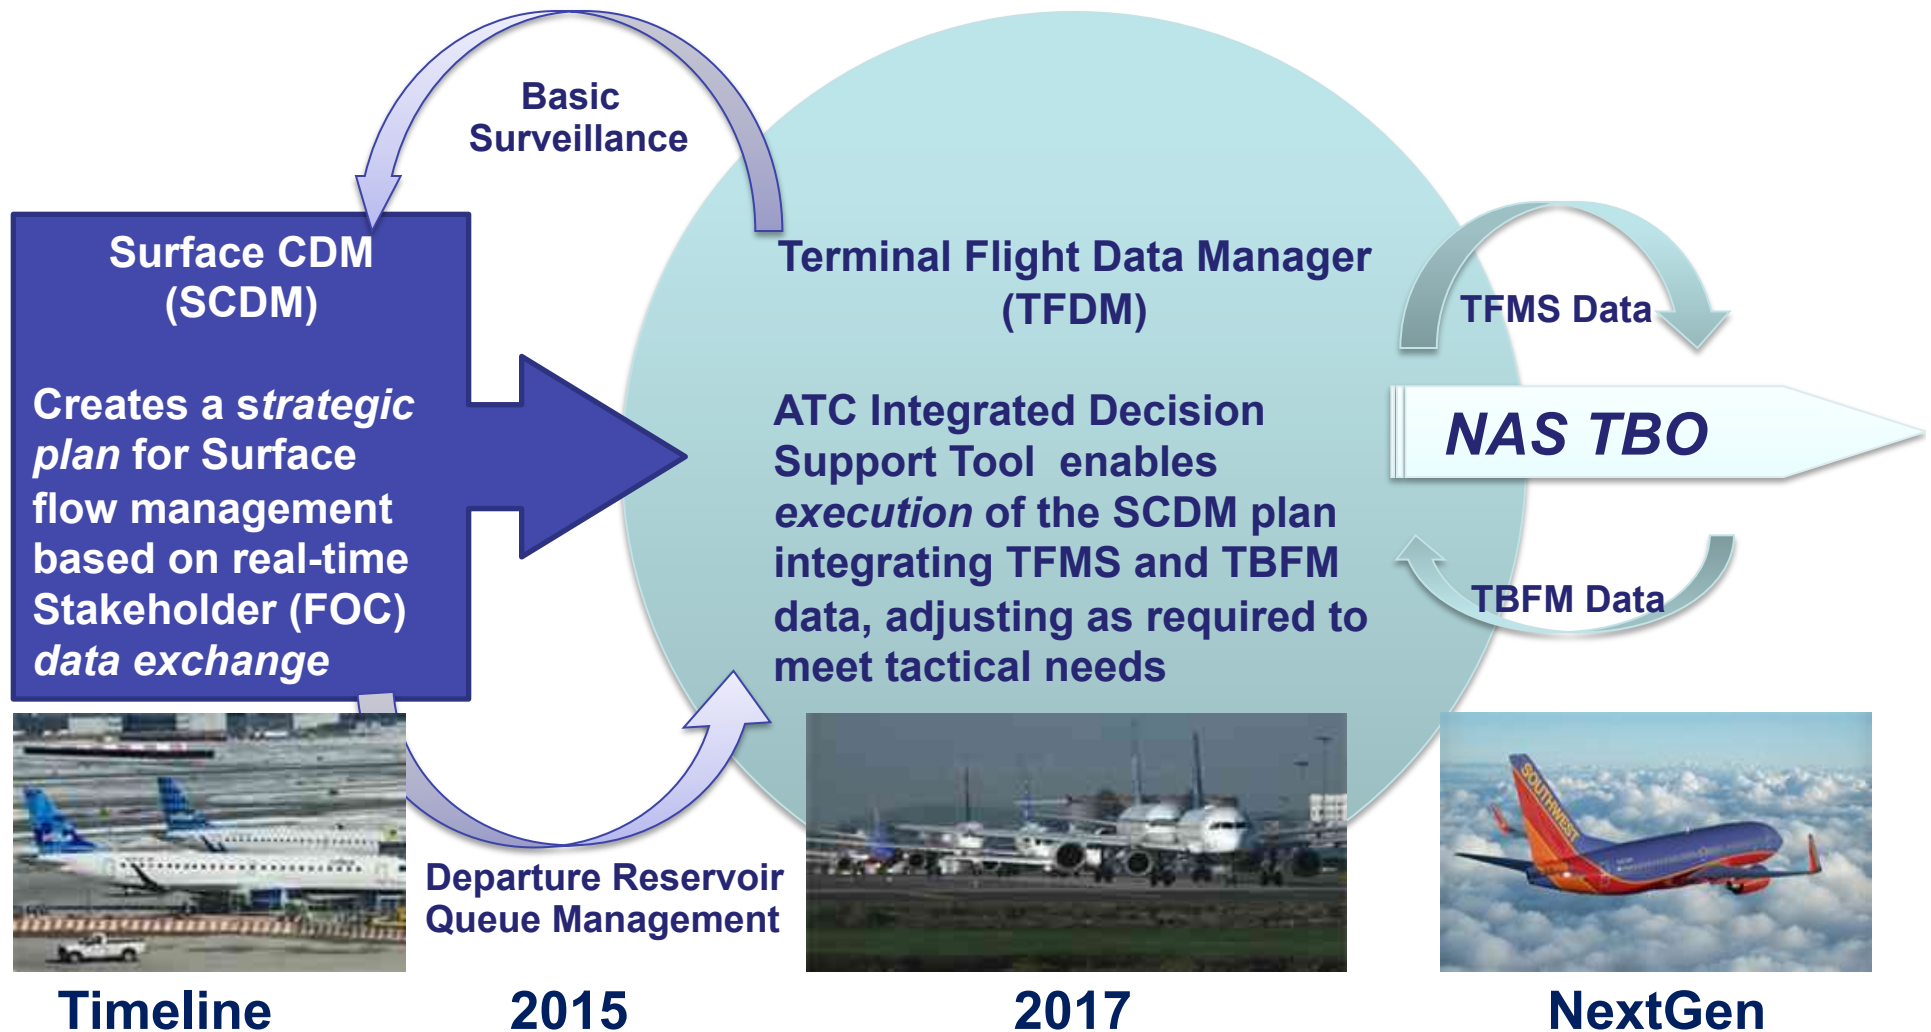 Basic
Surveillance
Surface CDM
(SCDM)
Creates a strategic
plan for Surface
flow management
based on real-time
Stakeholder (FOC)
data exchange
Terminal Flight Data Manager
(TFDM)
ATC Integrated Decision
Support Tool  enables
execution of the SCDM plan
integrating TFMS and TBFM
data, adjusting as required to
meet tactical needs
TFMS Data
NAS TBO
TBFM Data
Departure Reservoir
Queue Management
SOUTHWEST
Timeline
2015
2017
NextGen